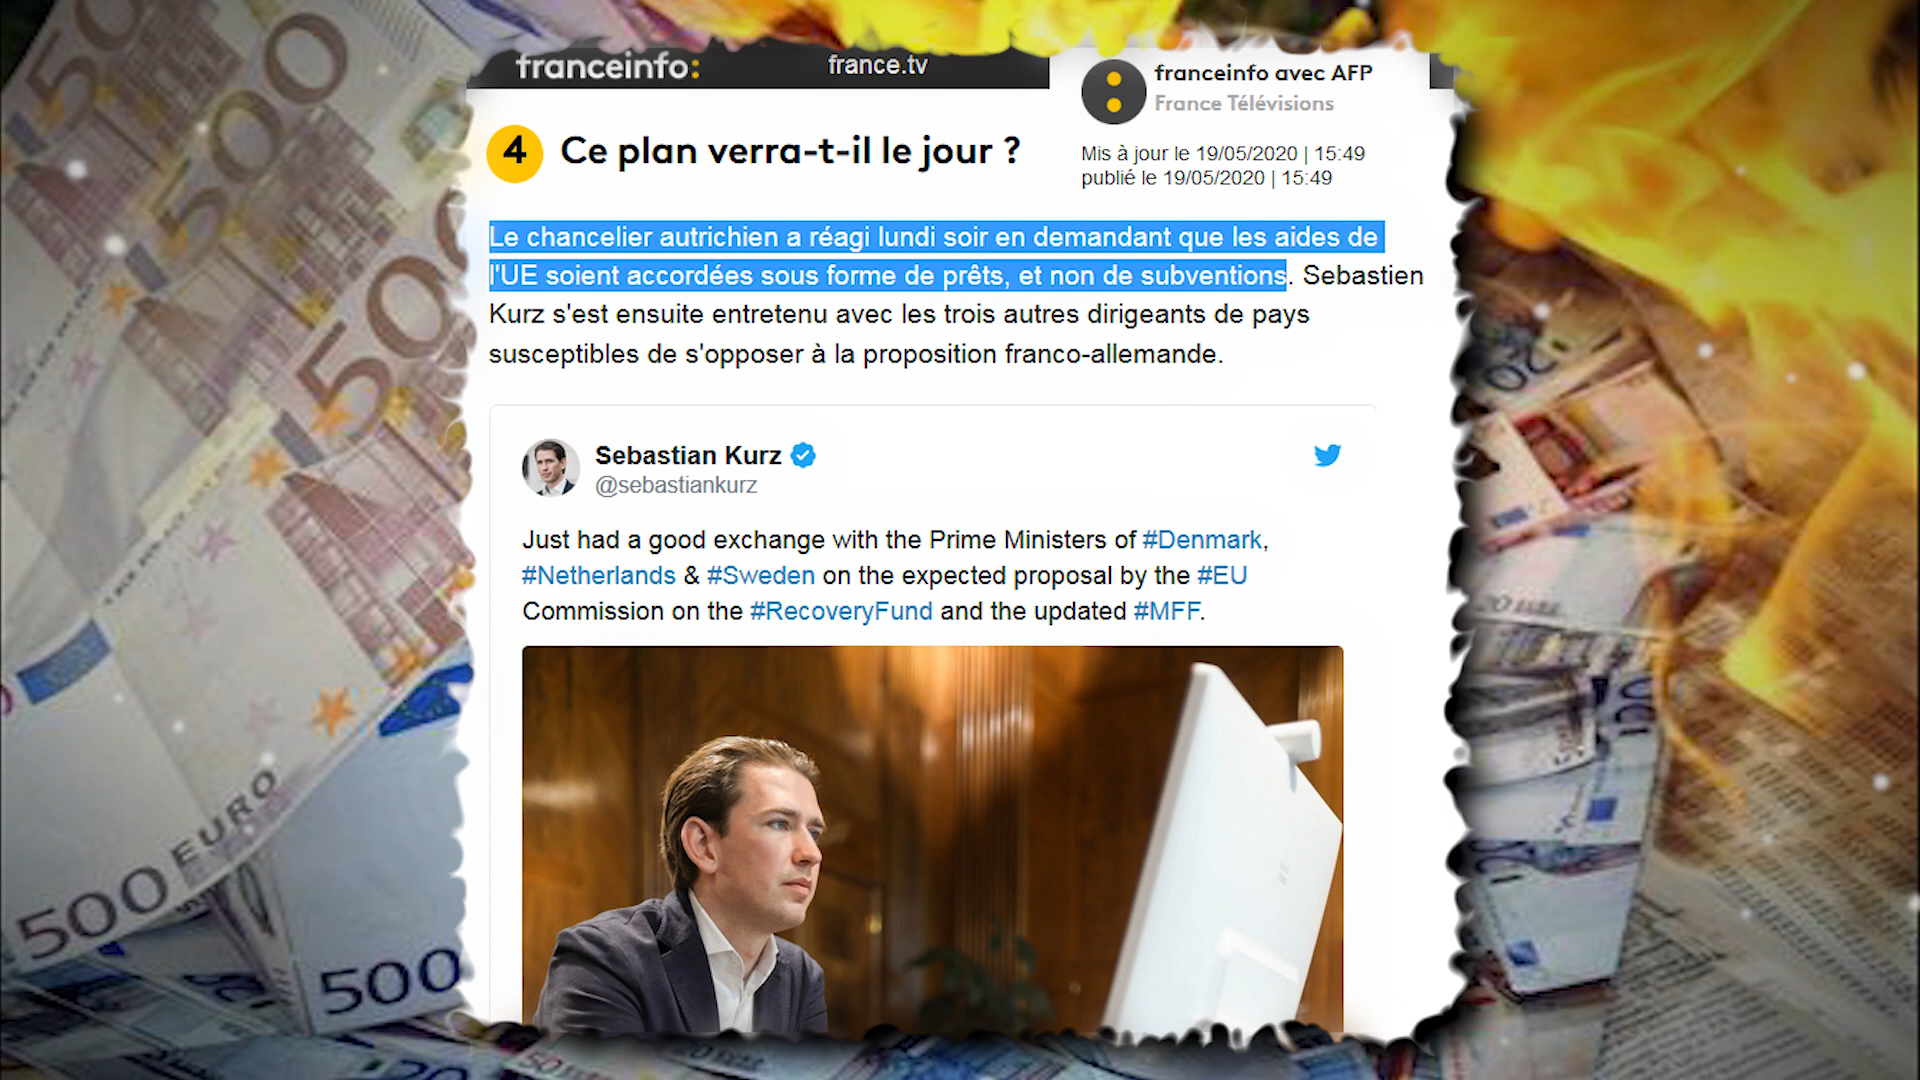 franceinfo:
france.tv
franceinfo avec AFP
France Télévisions
Mis à jour le 19/05/2020 | 15:49
publié le 19/05/2020 | 15:49
4 Ce plan verra-t-il le jour ?
Le chancelier autrichien a réagi lundi soir en demandant que les aides de
l'UE soient accordées sous forme de prêts, et non de subventions. Sebastien
Kurz s'est ensuite entretenu avec les trois autres dirigeants de pays
susceptibles de s'opposer à la proposition franco-allemande.
Sebastian Kurz
@sebastiankurz
Just had a good exchange with the Prime Ministers of #Denmark,
#Netherlands & #Sweden on the expected proposal by the #EU
Commission on the #RecoveryFund and the updated #MFF.
500
500
500
500 EURO
500